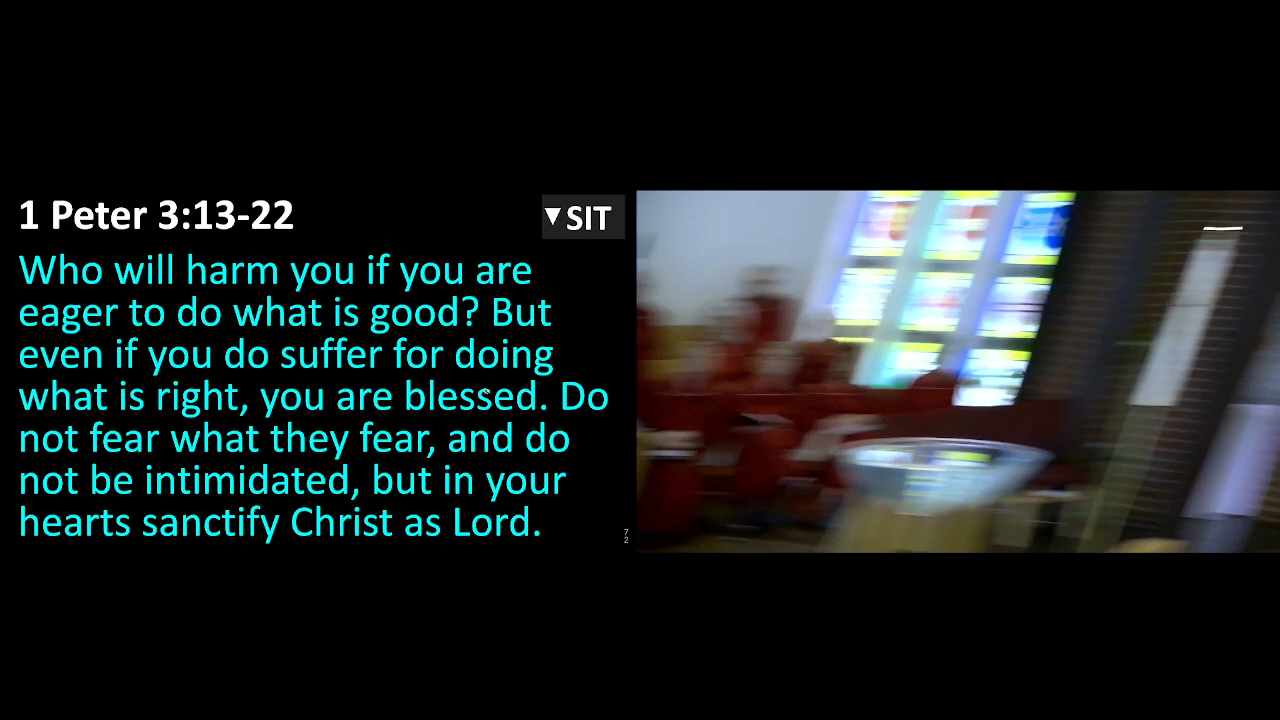 1 Peter 3:13-22
▼SIT
Who will harm you if you are
eager to do what is good? But
even if you do suffer for doing
what is right, you are blessed. Do
not fear what they fear, and do
not be intimidated, but in your
hearts sanctify Christ as Lord.
7
2